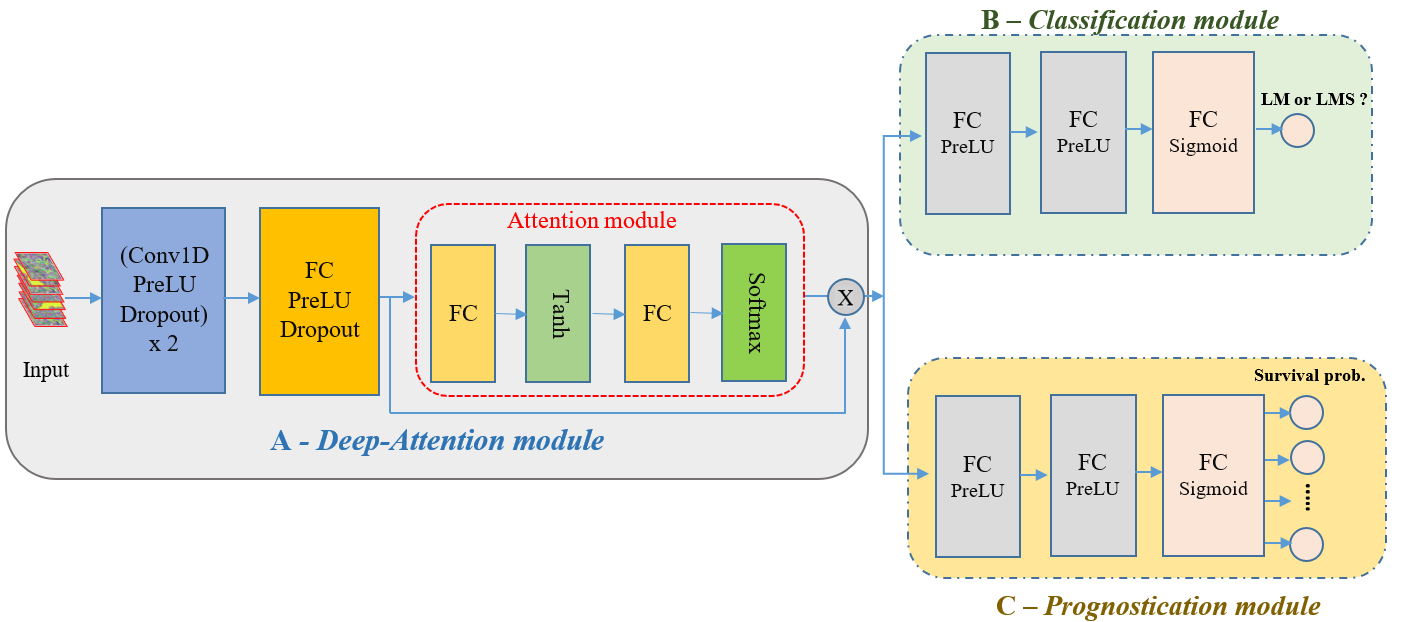 B – Classification module
LM or LMS ?
FC
PreLU
FC
PreLU
FC
Sigmoid
Attention module
(Conv1D
PreLU
Dropout)
x 2
FC
PreLU
Dropout
FC
Tanh
FC
Softmax
X
Input
A - Deep-Attention module
Survival prob.
FC
PreLU
FC
PreLU
FC
Sigmoid
C – Prognostication module